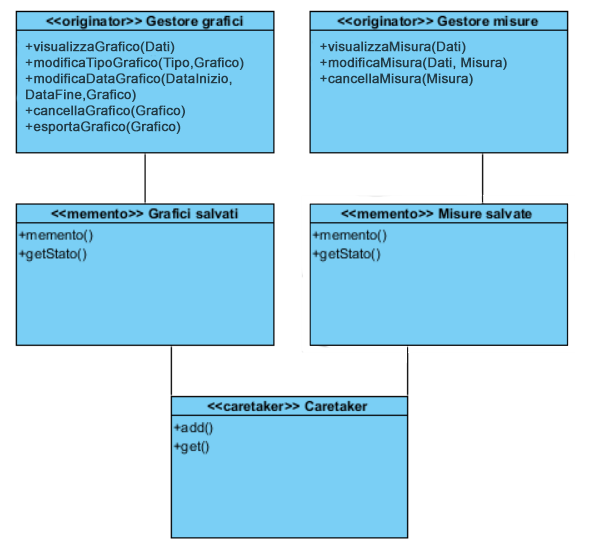 <<originator>> Gestore grafici
+visualizzaGrafico(Dati)
+modificaTipoGrafico(Tipo,Grafico)
+modificaDataGrafico(DataInizio,
DataFine,Grafico)
+cancellaGrafico(Grafico)
+esportaGrafico(Grafico)
<<originator>> Gestore misure
+visualizzaMisura(Dati)
+modificaMisura(Dati, Misura)
+cancellaMisura(Misura)
<<memento>> Grafici salvati
+memento()
+getStato()
<<memento>> Misure salvate
+memento()
+getStato()
<<caretaker>> Caretaker
+add()
+get()